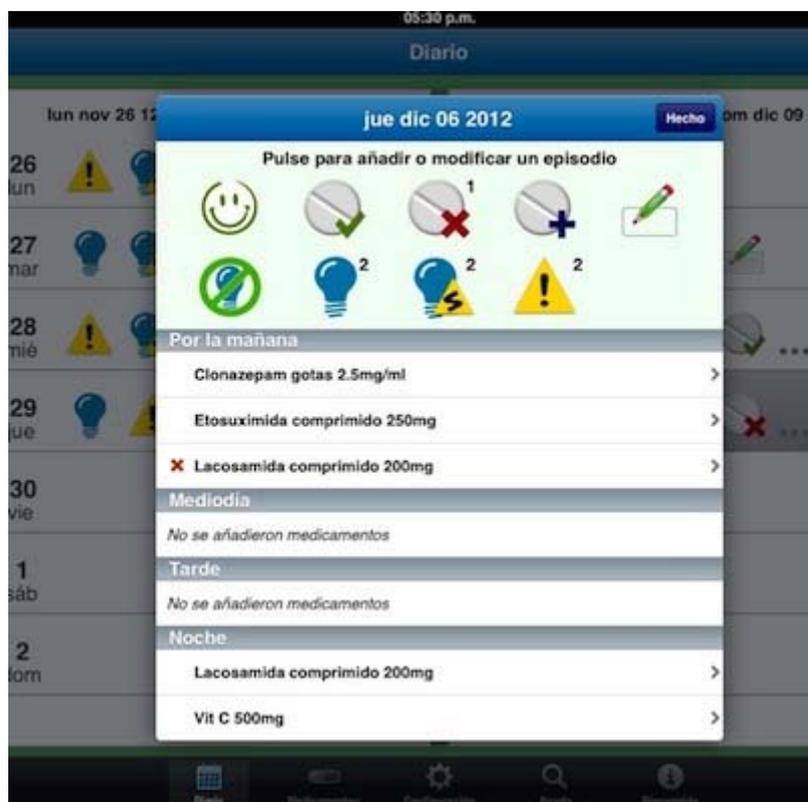 05:30 p.m.
Diario
lun nov 26 12
jue dic 06 2012
Hecho
om dic 09
Pulse para añadir o modificar un episodio
1
2
2
2
26
lun
27
mar
28
mié
29
jue
30
vie
1
sáb
2
dom
Por la mañana
Clonazepam gotas 2.5mg/ml
Etosuximida comprimido 250mg
Lacosamida comprimido 200mg
Mediodía
No se añadieron medicamentos
Tarde
No se añadieron medicamentos
Noche
Lacosamida comprimido 200mg
Vit C 500mg
Diario